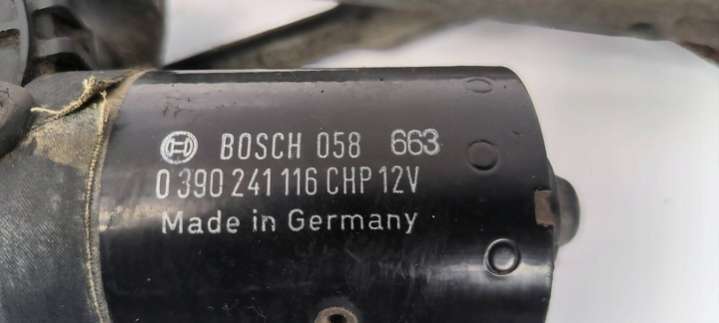 BOSCH 058 663
0 390 241 116 CHP 12V
Made in Germany